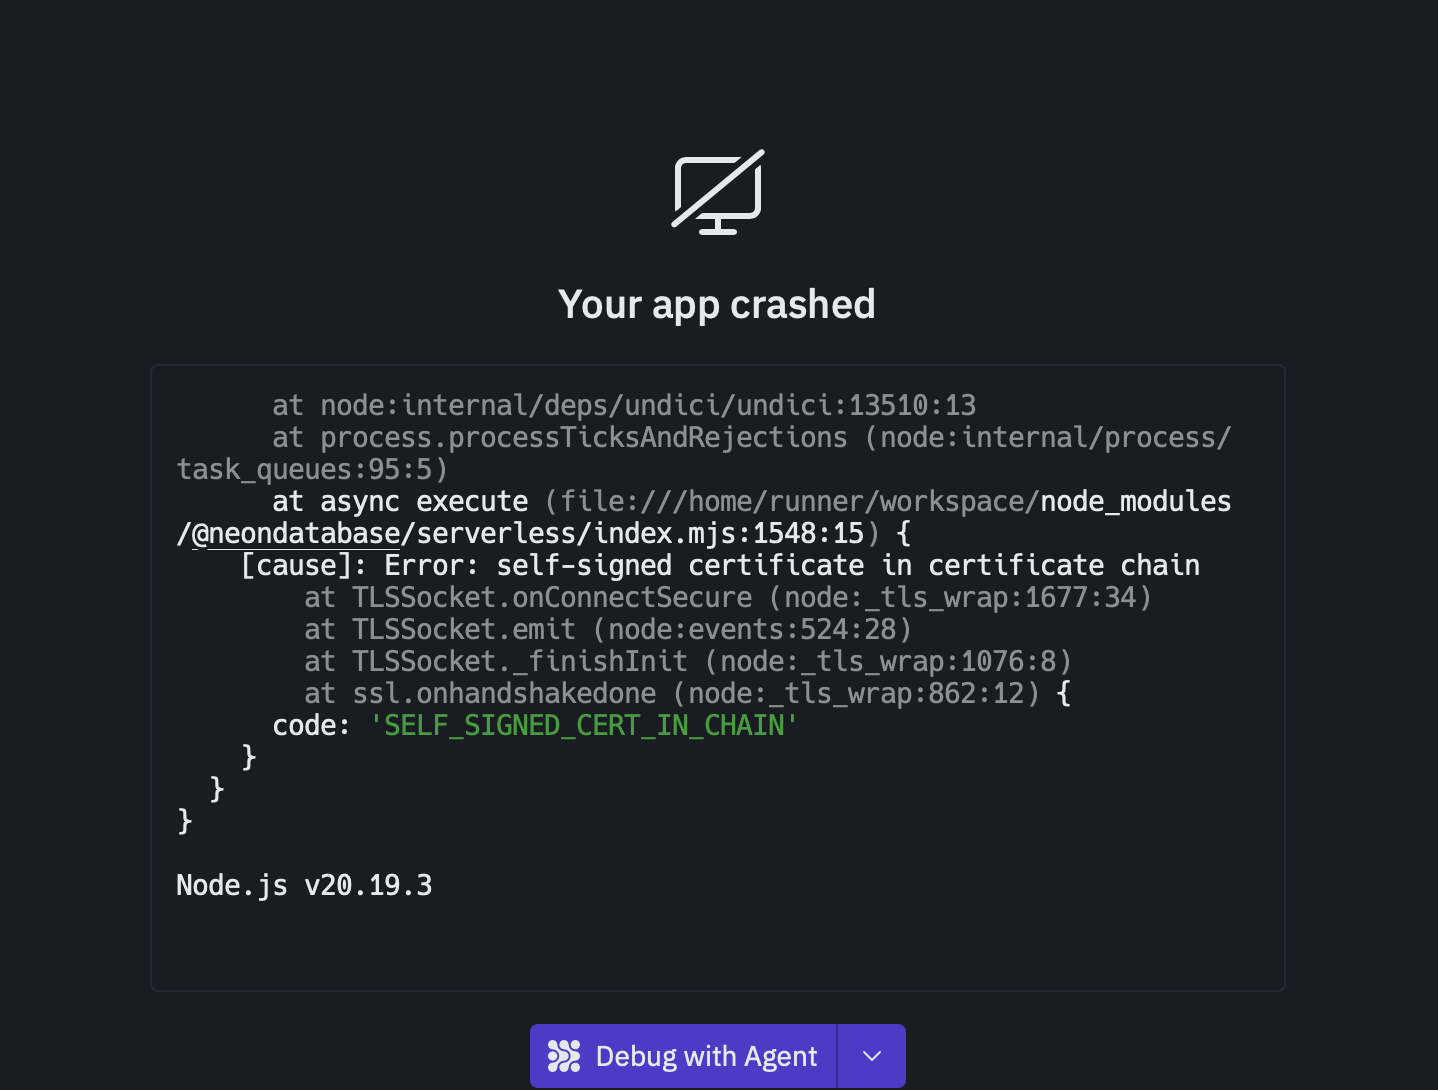 Your app crashed
at node:internal/deps/undici/undici:13510:13
at process.processTicksAndRejections (node:internal/process/
task_queues:95:5)
at async execute (file:///home/runner/workspace/node_modules
/@neondatabase/serverless/index.mjs:1548:15) {
[cause]: Error: self-signed certificate in certificate chain
at TLSSocket.onConnectSecure (node:_tls_wrap:1677:34)
at TLSSocket.emit (node:events:524:28)
at TLSSocket._finishInit (node:_tls_wrap:1076:8)
at ssl.onhandshakedone (node:_tls_wrap:862:12) {
code: 'SELF_SIGNED_CERT_IN_CHAIN'
}
}
}
Node.js v20.19.3
Debug with Agent